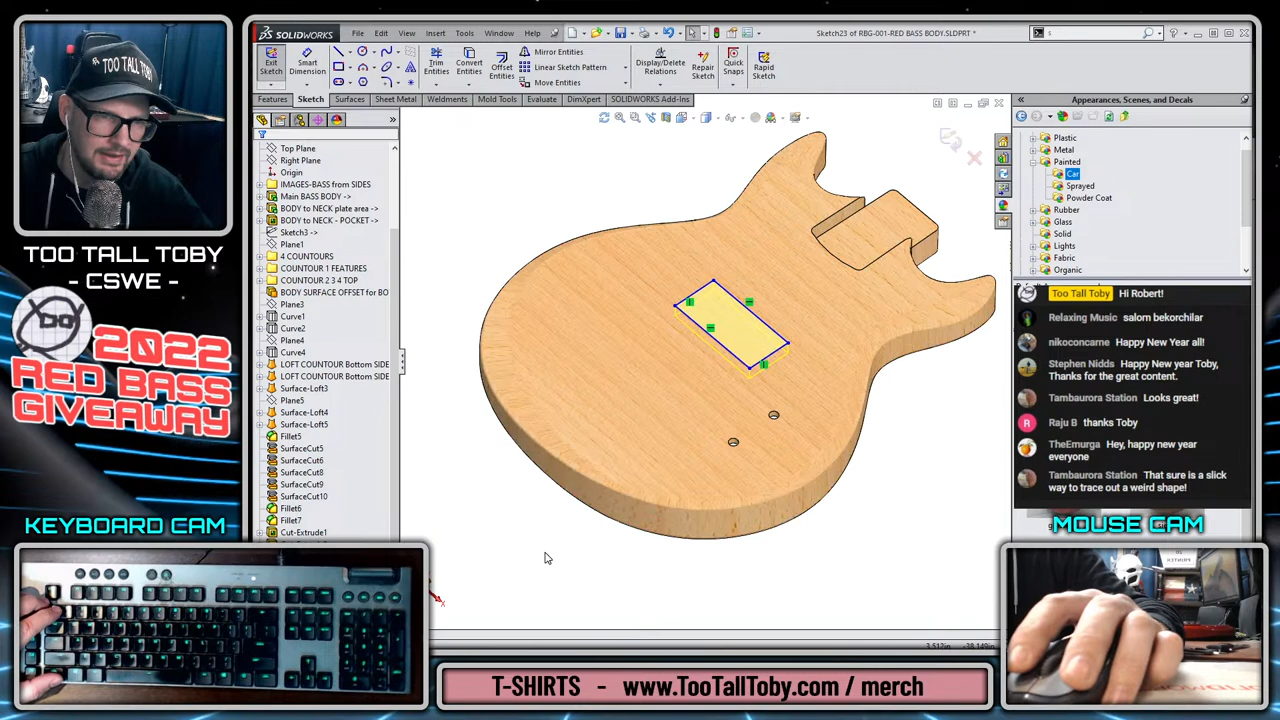 TOO TALL TOBY
TOO TALL TOBY
- CSWE -
2022
RED BASS
GIVEAWAY
SOLIDWORKS
File
Edit
View
Insert
Tools
Window
Help
Sketch23 of RBG-001-RED BASS BODY.SLDPRT *
s
Exit
Sketch
Smart
Dimension
Trim
Entities
Convert
Entities
Offset
Entities
Mirror Entities
Linear Sketch Pattern
Move Entities
Display/Delete
Relations
Repair
Sketch
Quick
Snaps
Rapid
Sketch
Features
Sketch
Surfaces
Sheet Metal
Weldments
Mold Tools
Evaluate
DimXpert
SOLIDWORKS Add-Ins
Top Plane
Right Plane
Origin
IMAGES-BASS from SIDES
Main BASS BODY ->
BODY to NECK plate area ->
BODY to NECK - POCKET ->
Sketch3 ->
Plane1
4 COUNTOURS
COUNTOUR 1 FEATURES
COUNTOUR 2 3 4 TOP
BODY SURFACE OFFSET for BO
Plane3
Curve1
Curve2
Plane4
Curve4
LOFT COUNTOUR Bottom SIDE
LOFT COUNTOUR Bottom SIDE
Surface-Loft3
Plane5
Surface-Loft4
Surface-Loft5
Fillet5
SurfaceCut5
SurfaceCut6
SurfaceCut8
SurfaceCut9
SurfaceCut10
Fillet6
Fillet7
Cut-Extrude1
X
3.512in
-38.149in
Appearances, Scenes, and Decals
Plastic
Metal
Painted
Car
Sprayed
Powder Coat
Rubber
Glass
Solid
Lights
Fabric
Organic
Too Tall Toby Hi Robert!
Relaxing Music salom bekorchilar
nikoconcarne Happy New Year all!
Stephen Nidds Happy New year Toby,
Thanks for the great content.
Tambaurora Station Looks great!
R
Raju B thanks Toby
TheEmurga Hey, happy new year
everyone
Tambaurora Station That sure is a slick
way to trace out a weird shape!
KEYBOARD CAM
MOUSE CAM
T-SHIRTS - www.TooTallToby.com / merch